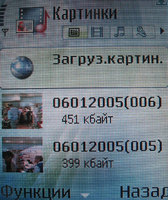 Картинки
Загруз.картин.
06012005(006)
451 кбайт
06012005(005)
399 кбайт
Функции Назад